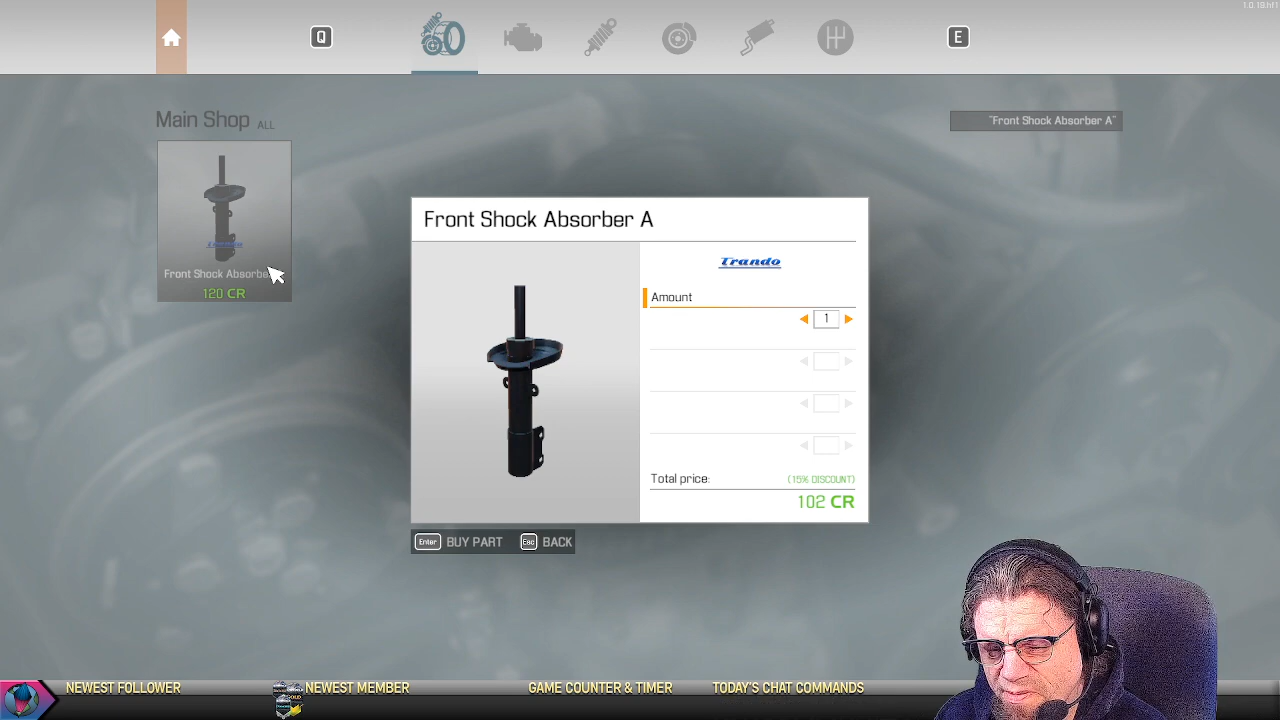 1.0.19.hf1
Q
E
Main Shop ALL
"Front Shock Absorber A"
Front Shock Absorbe
120 CR
Front Shock Absorber A
Trando
Amount
1
Total price:
(15% DISCOUNT)
102 CR
Enter BUY PART Esc BACK
NEWEST FOLLOWER
NEWEST MEMBER
GAME COUNTER & TIMER
TODAY'S CHAT COMMANDS